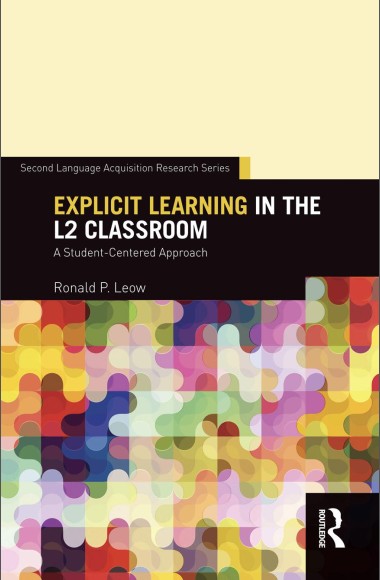 Second Language Acquisition Research Series
EXPLICIT LEARNING IN THE
L2 CLASSROOM
A Student-Centered Approach
Ronald P. Leow
ROUTLEDGE